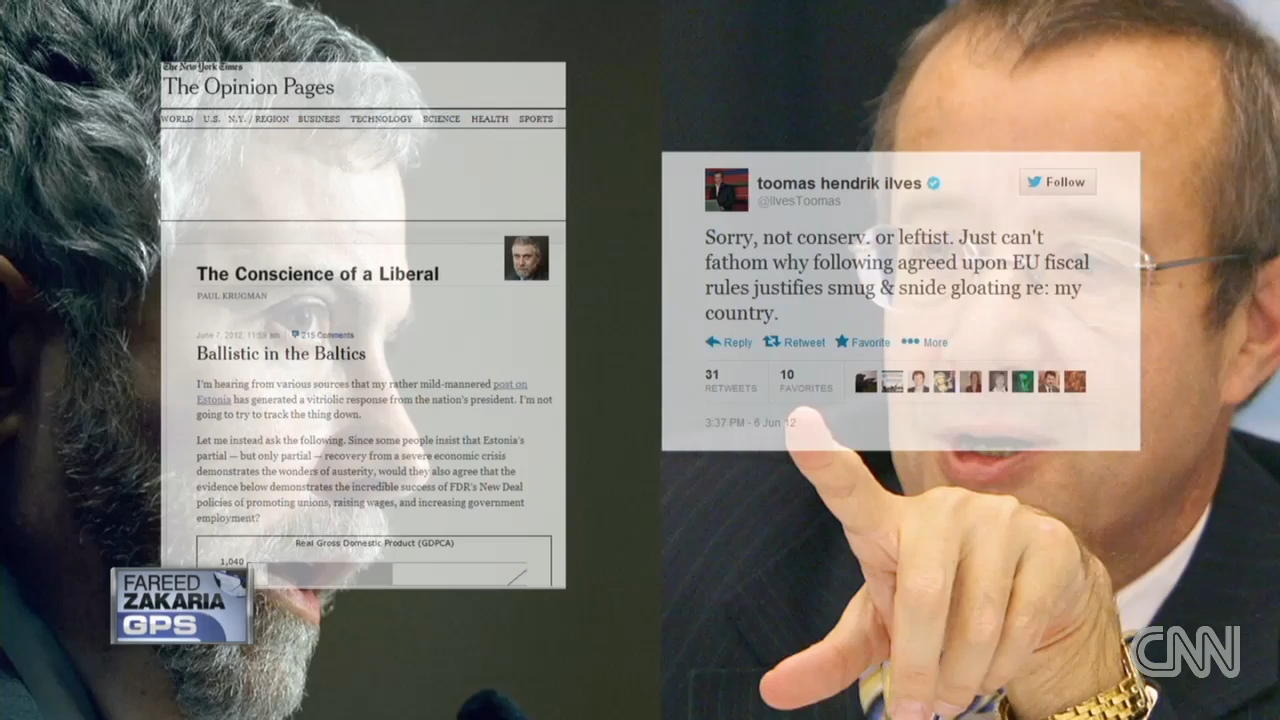 The New York Times
The Opinion Pages
WORLD U.S. N.Y. / REGION BUSINESS TECHNOLOGY SCIENCE HEALTH SPORTS
The Conscience of a Liberal
PAUL KRUGMAN
June 7, 2012, 11:59 am 215 Comments
Ballistic in the Baltics
I'm hearing from various sources that my rather mild-mannered post on
Estonia has generated a vitriolic response from the nation's president. I'm not
going to try to track the thing down.
Let me instead ask the following. Since some people insist that Estonia's
partial — but only partial — recovery from a severe economic crisis
demonstrates the wonders of austerity, would they also agree that the
evidence below demonstrates the incredible success of FDR's New Deal
policies of promoting unions, raising wages, and increasing government
employment?
Real Gross Domestic Product (GDPCA)
1,040
FAREED
ZAKARIA
GPS
toomas hendrik ilves
@IlvesToomas
Follow
Sorry, not conserv. or leftist. Just can't
fathom why following agreed upon EU fiscal
rules justifies smug & snide gloating re: my
country.
Reply Retweet Favorite More
31 10
RETWEETS FAVORITES
3:37 PM - 6 Jun 12
CNN